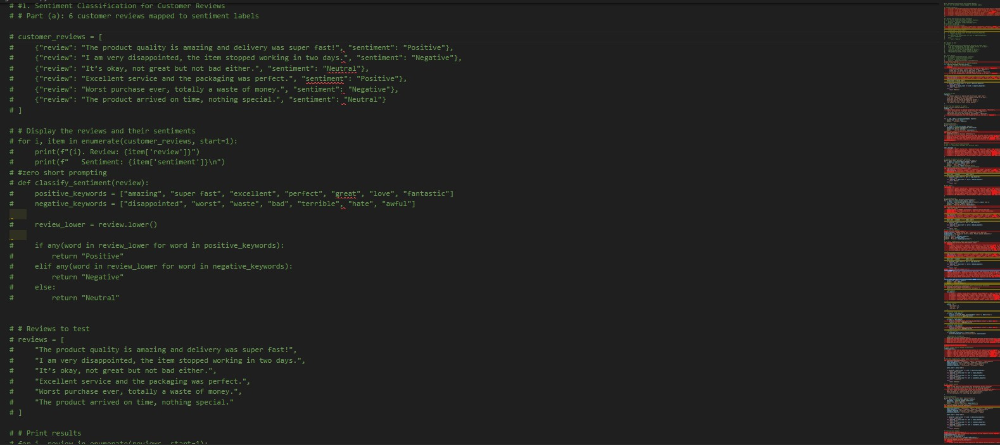 # #1. Sentiment Classification for Customer Reviews
# # Part (a): 6 customer reviews mapped to sentiment labels
# customer_reviews = [
#     {"review": "The product quality is amazing and delivery was super fast!", "sentiment": "Positive"},
#     {"review": "I am very disappointed, the item stopped working in two days.", "sentiment": "Negative"},
#     {"review": "It’s okay, not great but not bad either.", "sentiment": "Neutral"},
#     {"review": "Excellent service and the packaging was perfect.", "sentiment": "Positive"},
#     {"review": "Worst purchase ever, totally a waste of money.", "sentiment": "Negative"},
#     {"review": "The product arrived on time, nothing special.", "sentiment": "Neutral"}
# ]
# # Display the reviews and their sentiments
# for i, item in enumerate(customer_reviews, start=1):
#     print(f"{i}. Review: {item['review']}")
#     print(f"   Sentiment: {item['sentiment']}\n")
# #zero short prompting
# def classify_sentiment(review):
#     positive_keywords = ["amazing", "super fast", "excellent", "perfect", "great", "love", "fantastic"]
#     negative_keywords = ["disappointed", "worst", "waste", "bad", "terrible", "hate", "awful"]
#     review_lower = review.lower()
#     if any(word in review_lower for word in positive_keywords):
#         return "Positive"
#     elif any(word in review_lower for word in negative_keywords):
#         return "Negative"
#     else:
#         return "Neutral"
# # Reviews to test
# reviews = [
#     "The product quality is amazing and delivery was super fast!",
#     "I am very disappointed, the item stopped working in two days.",
#     "It’s okay, not great but not bad either.",
#     "Excellent service and the packaging was perfect.",
#     "Worst purchase ever, totally a waste of money.",
#     "The product arrived on time, nothing special."
# ]
# # Print results
# for i, review in enumerate(reviews, start=1):